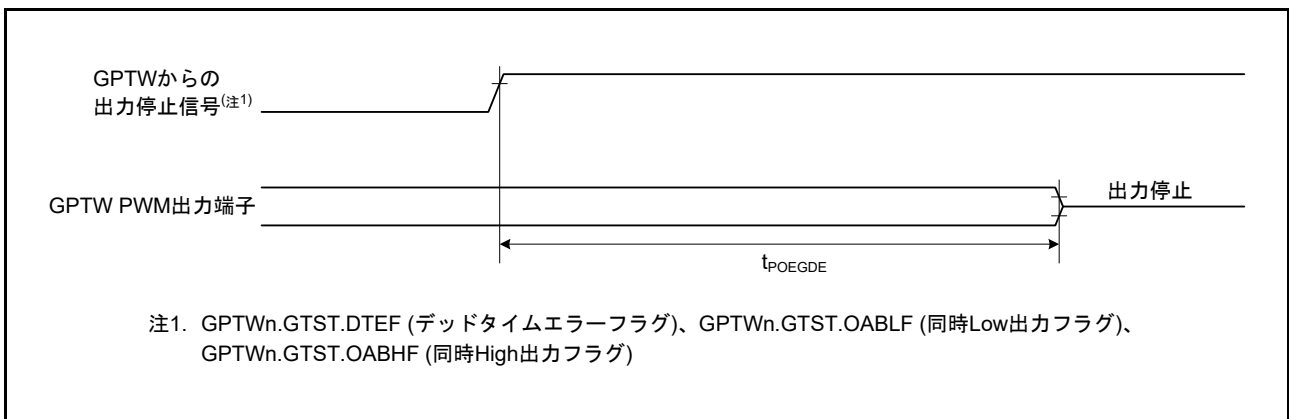 GPTWからの
出力停止信号(注1)
GPTW PWM出力端子
出力停止
tPOEGDE
注1. GPTWn.GTST.DTEF (デッドタイムエラーフラグ)、GPTWn.GTST.OABLF (同時Low出力フラグ)、
GPTWn.GTST.OABHF (同時High出力フラグ)